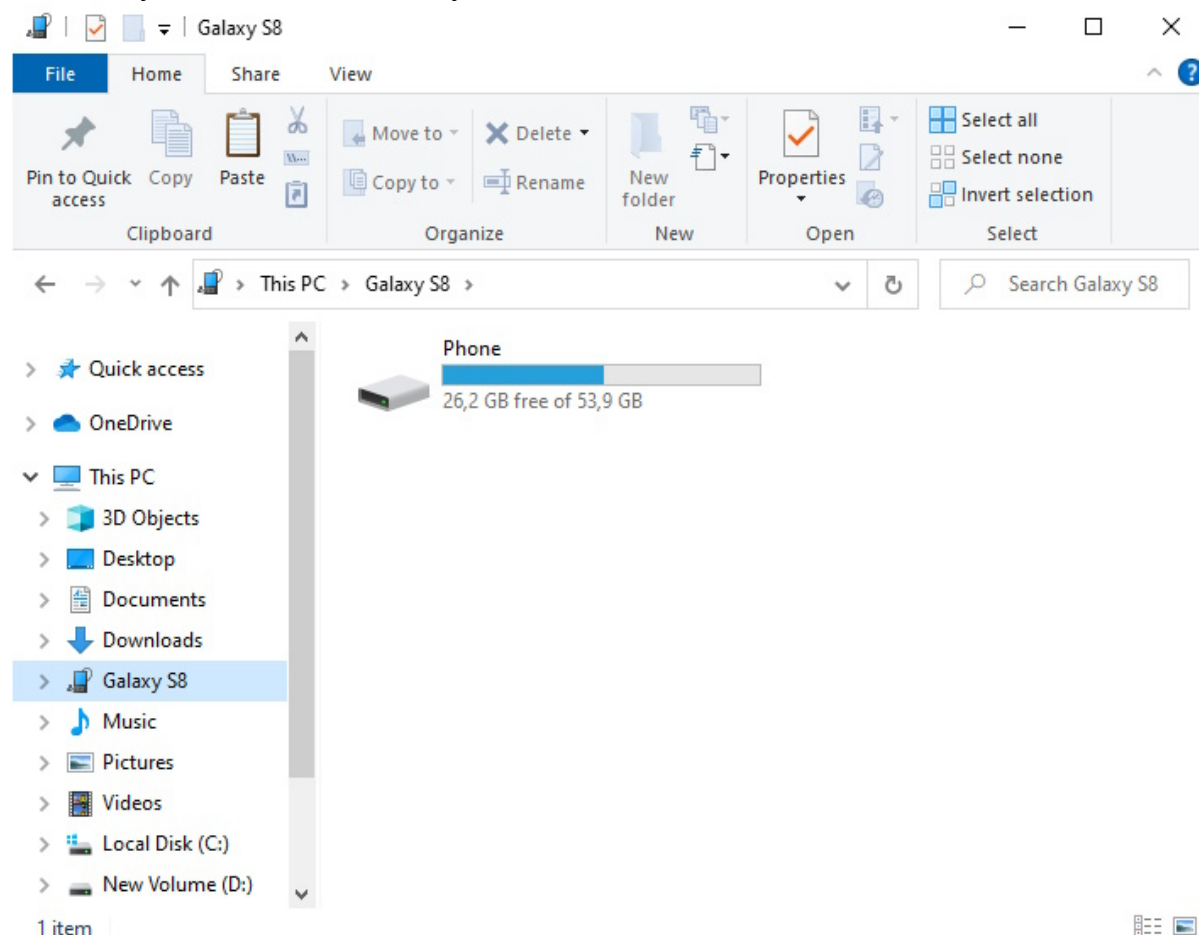 Galaxy S8
File Home Share View
Pin to Quick access
Copy
Paste
Clipboard
Move to
Copy to
Delete
Rename
Organize
New folder
New
Properties
Open
Select all
Select none
Invert selection
Select
This PC > Galaxy S8 >
Search Galaxy S8
Quick access
OneDrive
This PC
3D Objects
Desktop
Documents
Downloads
Galaxy S8
Music
Pictures
Videos
Local Disk (C:)
New Volume (D:)
Phone
26,2 GB free of 53,9 GB
1 item